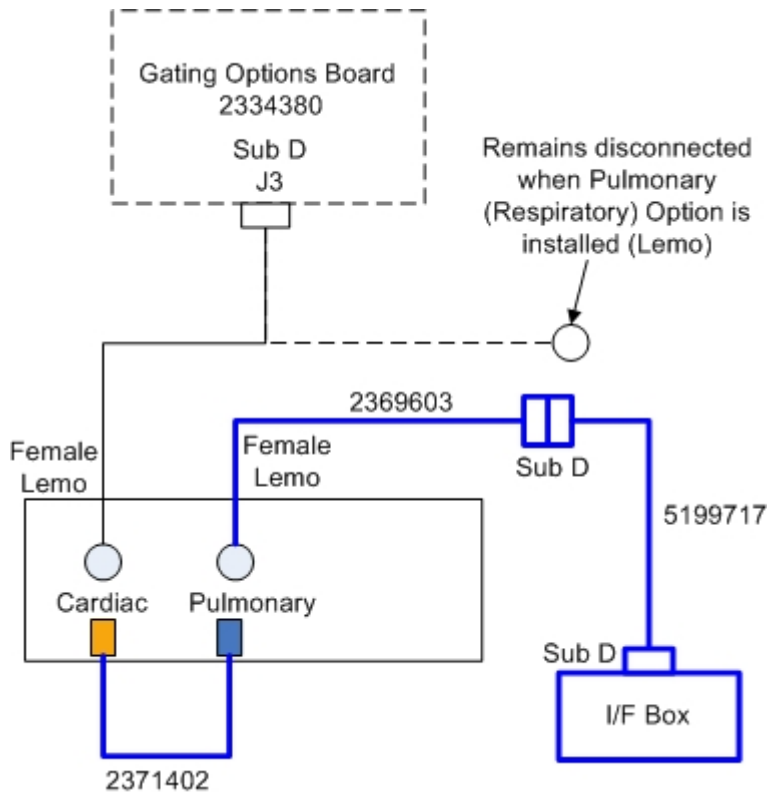 Gating Options Board
2334380
Sub D
J3
Remains disconnected
when Pulmonary
(Respiratory) Option is
installed (Lemo)
2369603
Female
Lemo
Female
Lemo
Sub D
5199717
Cardiac
Pulmonary
Sub D
I/F Box
2371402